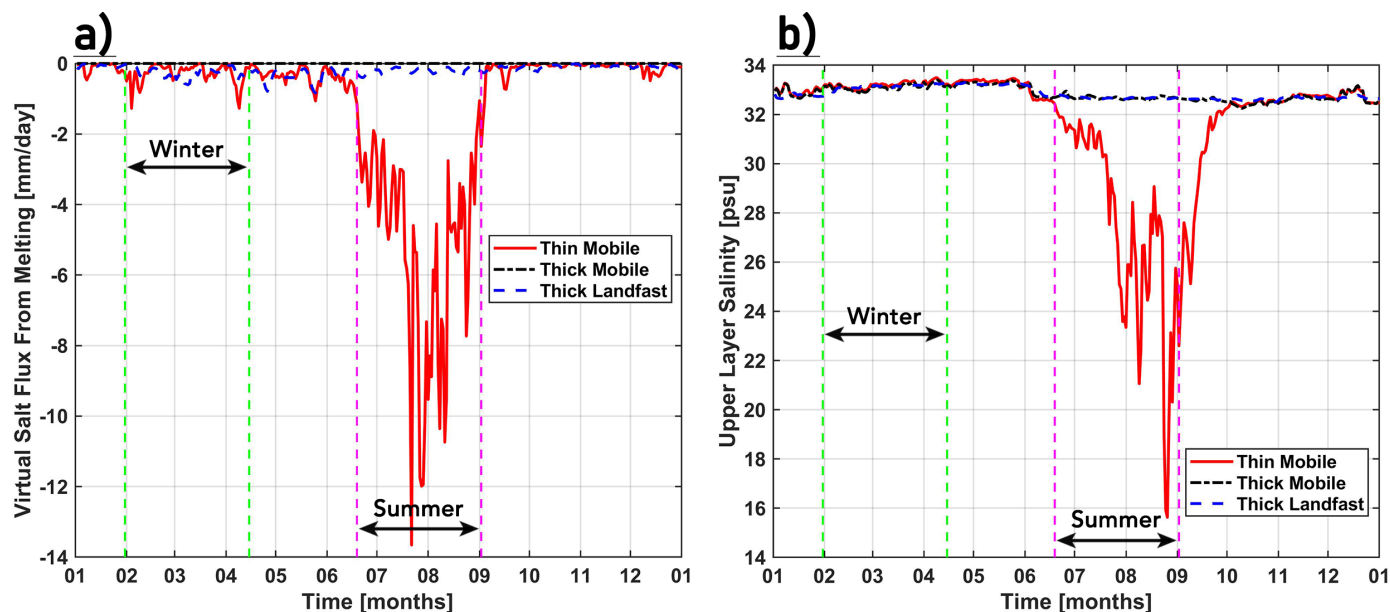 a)
Virtual Salt Flux From Melting [mm/day]
0
-2
-4
-6
-8
-10
-12
-14
Winter
Thin Mobile
Thick Mobile
Thick Landfast
Summer
01 02 03 04 05 06 07 08 09 10 11 12 01
Time [months]
b)
Upper Layer Salinity [psu]
34
32
30
28
26
24
22
20
18
16
14
Winter
Thin Mobile
Thick Mobile
Thick Landfast
Summer
01 02 03 04 05 06 07 08 09 10 11 12 01
Time [months]